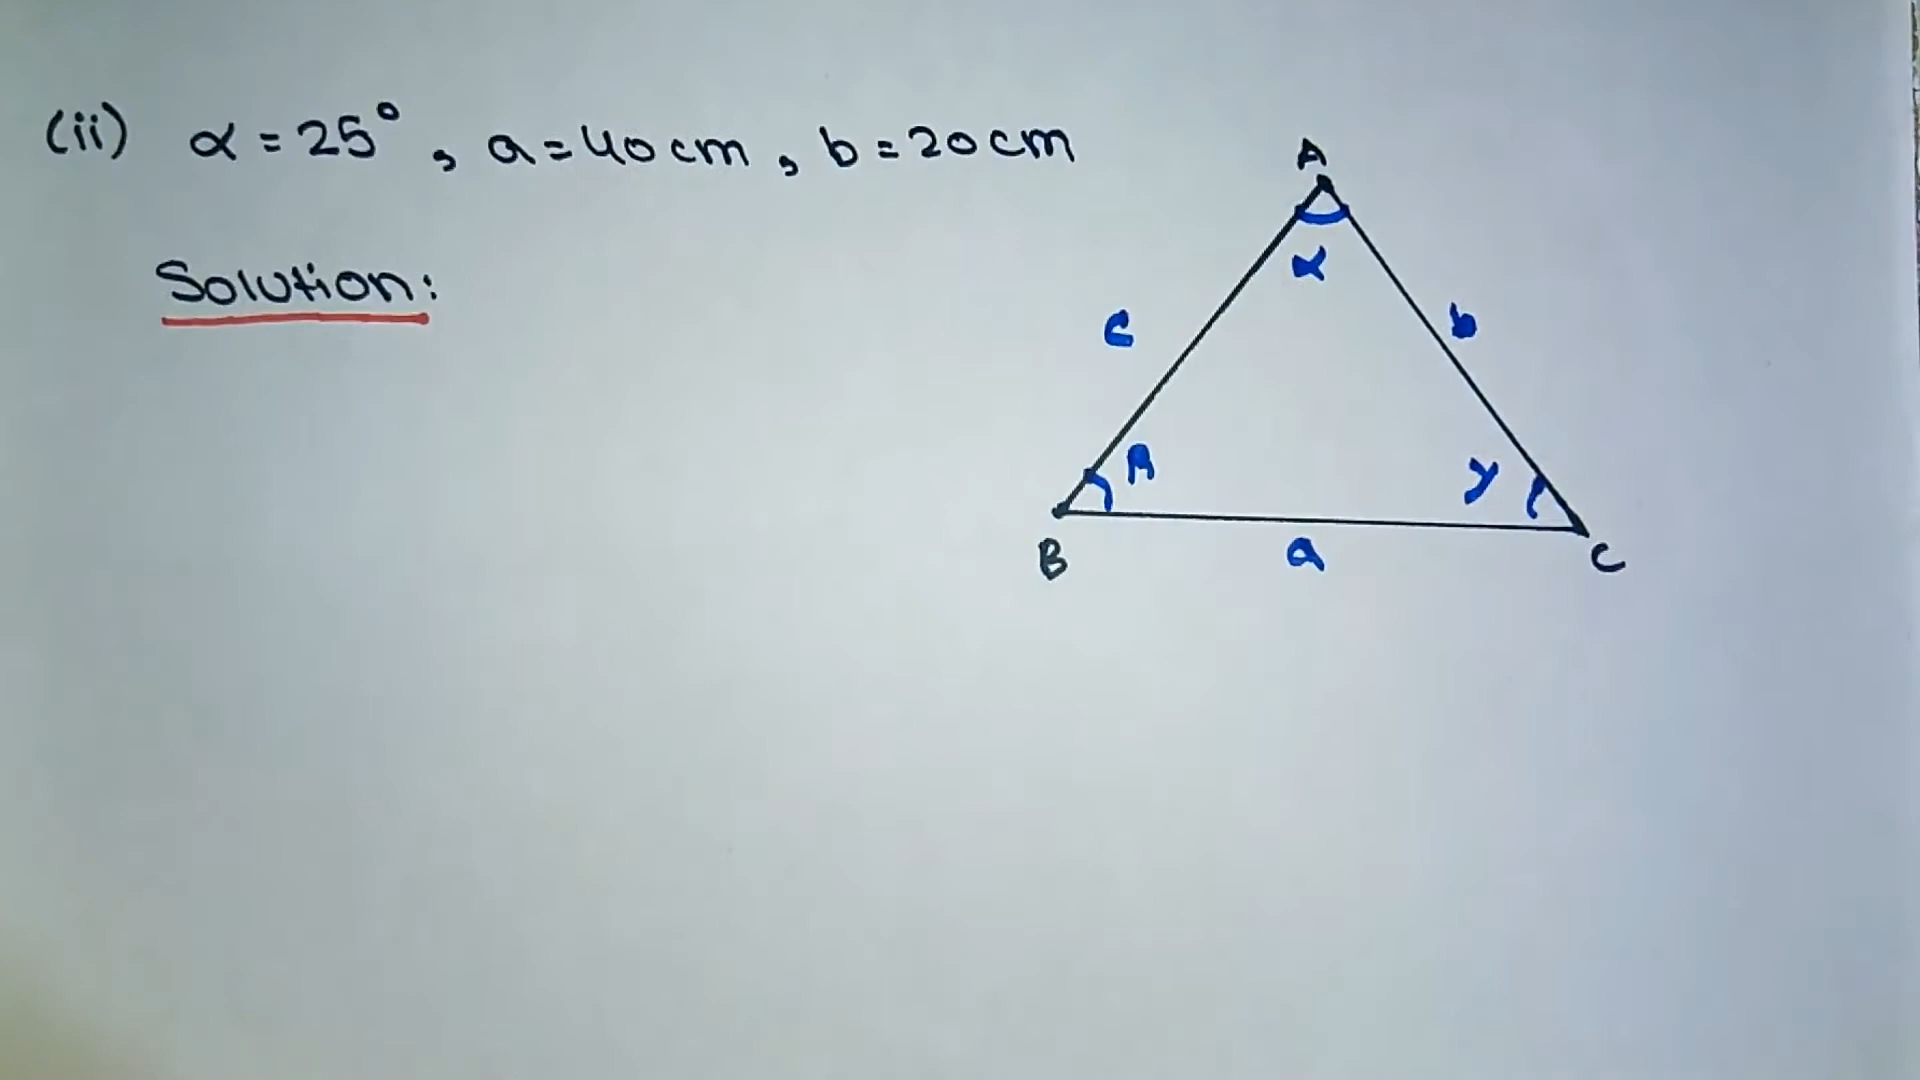 (ii) α = 25° , a = 40 cm , b = 20 cm
Solution:
A
α
c
b
β
γ
B
a
C